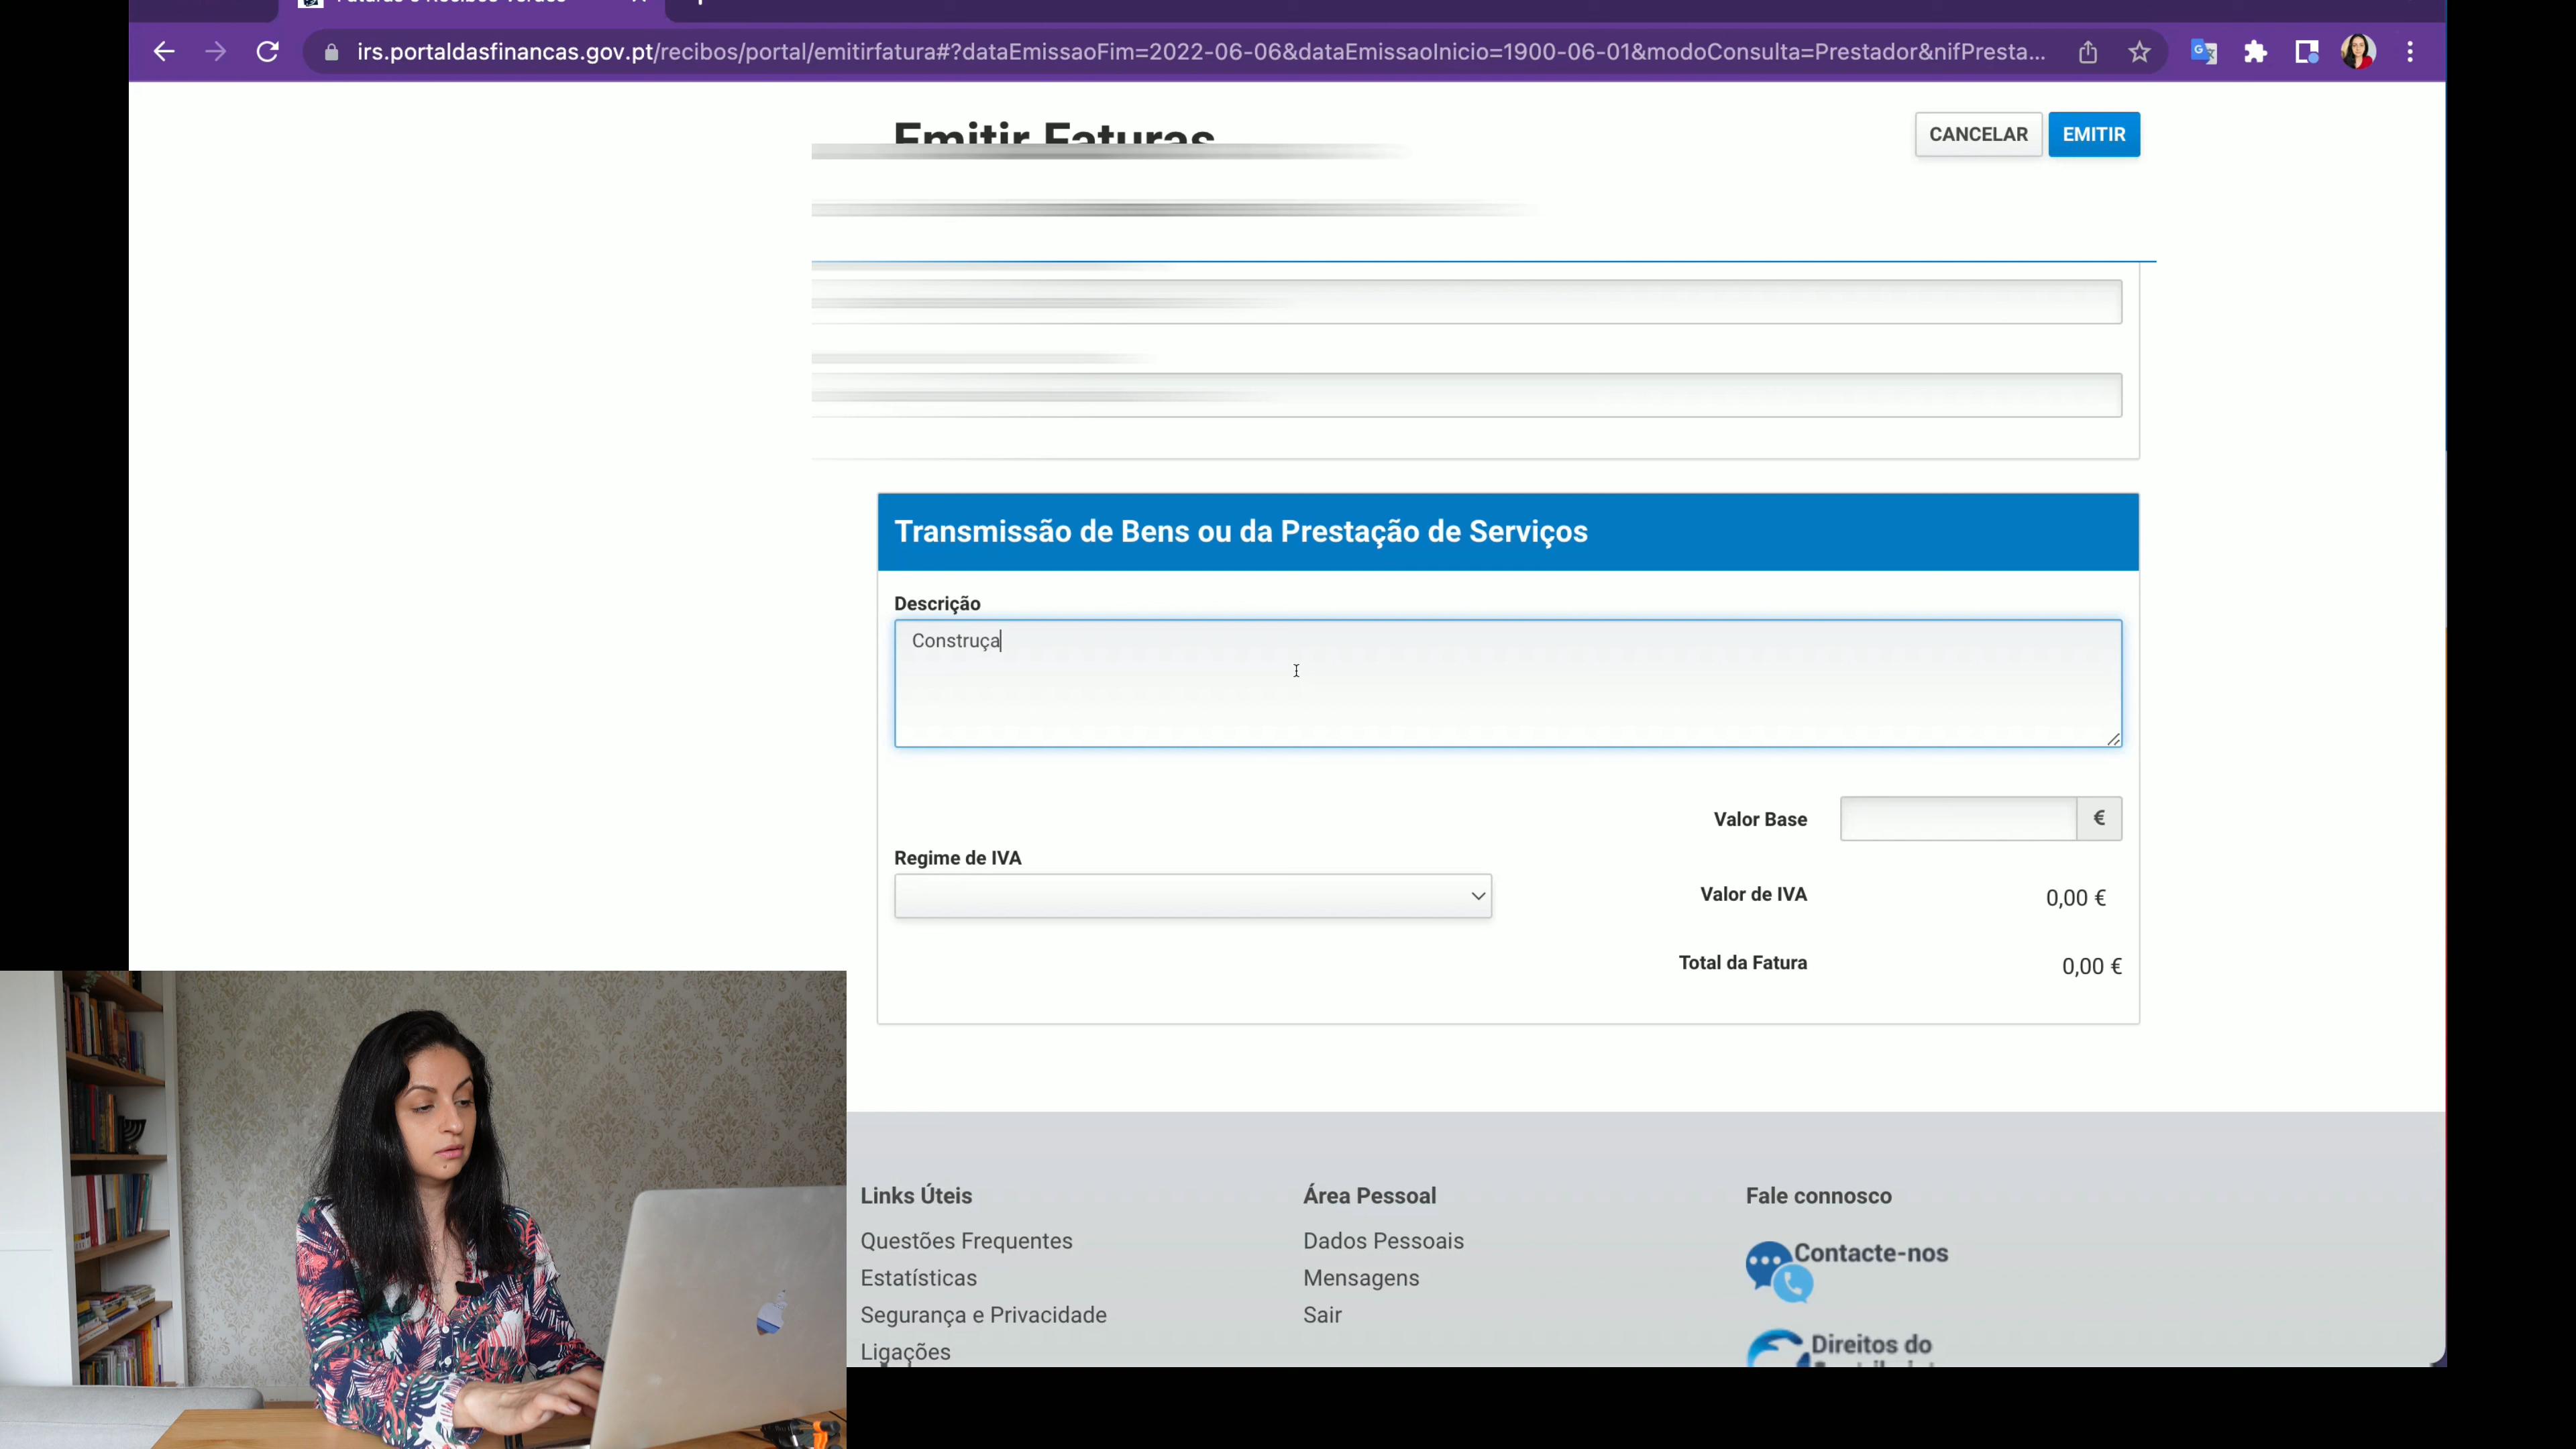 irs.portaldasfinancas.gov.pt/recibos/portal/emitirfatura#?dataEmissaoFim=2022-06-06&dataEmissaoInicio=1900-06-01&modoConsulta=Prestador&nifPresta...
Emitir Faturas
CANCELAR
EMITIR
Transmissão de Bens ou da Prestação de Serviços
Descrição
Construça
Valor Base
€
Regime de IVA
Valor de IVA
0,00 €
Total da Fatura
0,00 €
Links Úteis
Área Pessoal
Fale connosco
Questões Frequentes
Dados Pessoais
Contacte-nos
Estatísticas
Mensagens
Segurança e Privacidade
Sair
Direitos do
Ligações